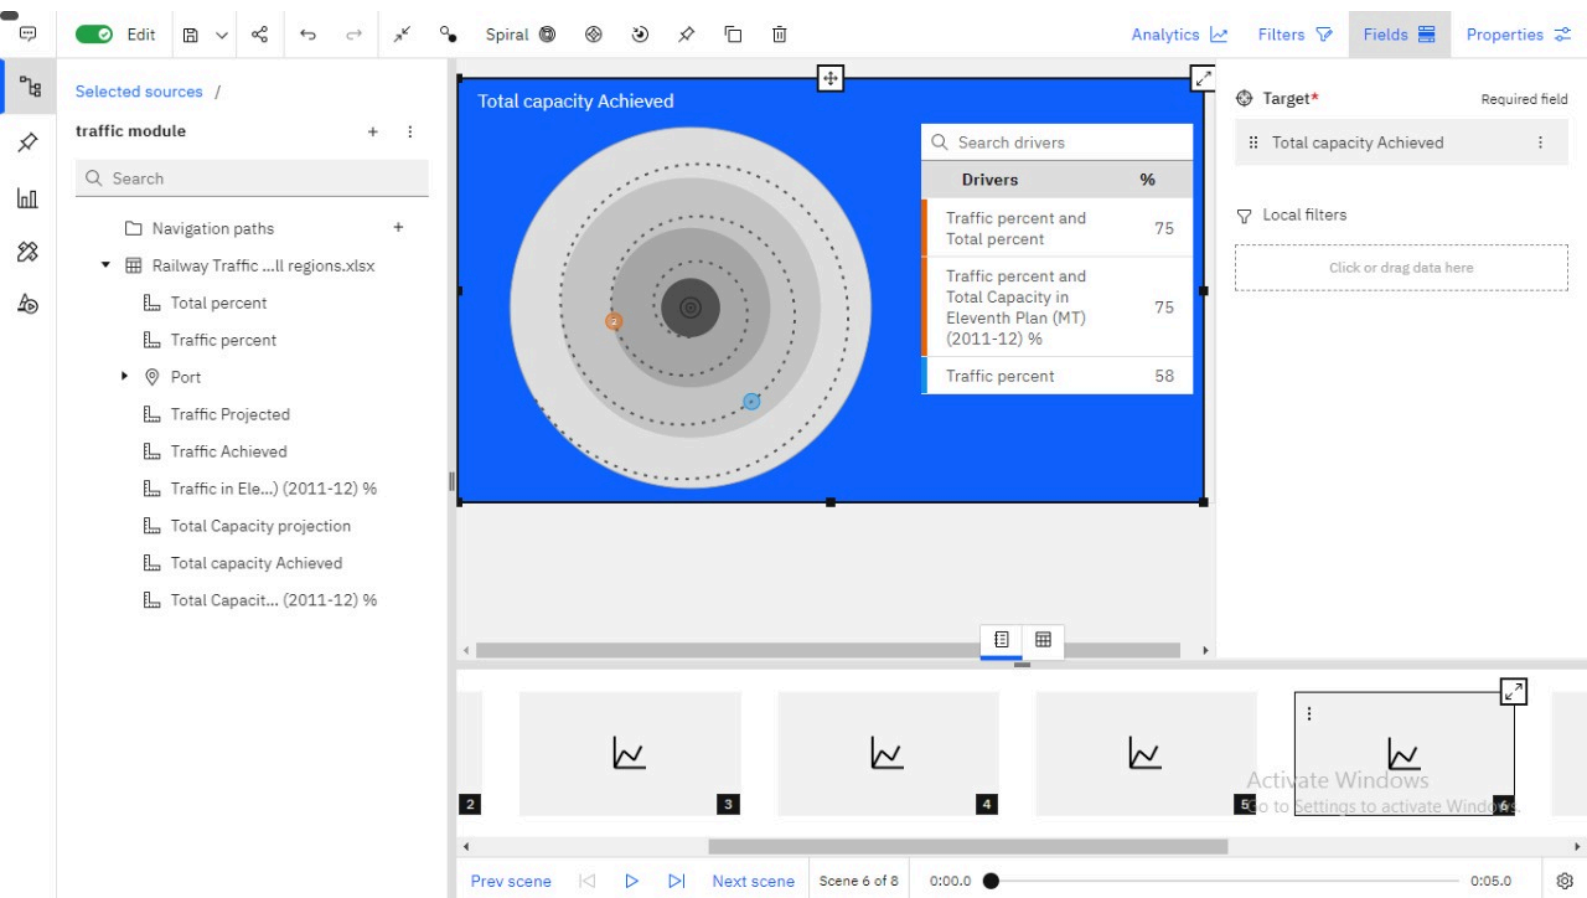 Edit
Spiral
Analytics
Filters
Fields
Properties
Selected sources /
traffic module
Search
Navigation paths
Railway Traffic ...ll regions.xlsx
Total percent
Traffic percent
Port
Traffic Projected
Traffic Achieved
Traffic in Ele...) (2011-12) %
Total Capacity projection
Total capacity Achieved
Total Capacit... (2011-12) %
Total capacity Achieved
2
Search drivers
Drivers %
Traffic percent and
Total percent
75
Traffic percent and
Total Capacity in
Eleventh Plan (MT)
(2011-12) %
75
Traffic percent 58
Target*
Required field
Total capacity Achieved
Local filters
Click or drag data here
2
3
4
5
6
Activate Windows
Go to Settings to activate Windows.
Prev scene
Next scene
Scene 6 of 8
0:00.0
0:05.0